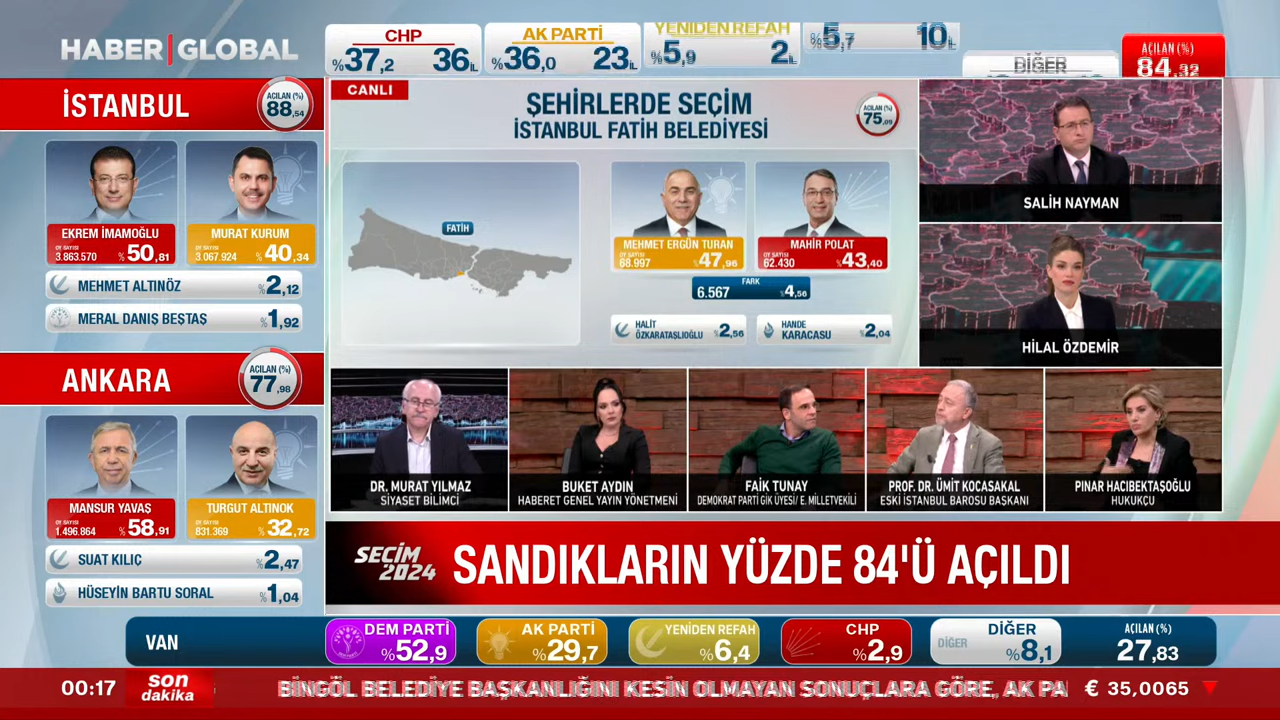 HABER GLOBAL
CHP
%37,2 36 İL
AK PARTİ
%36,0 23 İL
YENİDEN REFAH
%5,9 2 İL
%5,7 10 İL
DİĞER
AÇILAN (%)
84,32
İSTANBUL
AÇILAN (%)
88,54
EKREM İMAMOĞLU
OY SAYISI
3.863.570 %50,81
MURAT KURUM
OY SAYISI
3.067.924 %40,34
MEHMET ALTINÖZ %2,12
MERAL DANIŞ BEŞTAŞ %1,92
ANKARA
AÇILAN (%)
77,98
MANSUR YAVAŞ
OY SAYISI
1.496.864 %58,91
TURGUT ALTINOK
OY SAYISI
831.369 %32,72
SUAT KILIÇ %2,47
HÜSEYİN BARTU SORAL %1,04
CANLI
ŞEHİRLERDE SEÇİM
İSTANBUL FATİH BELEDİYESİ
AÇILAN (%)
75,09
FATİH
MEHMET ERGÜN TURAN
OY SAYISI
68.997 %47,96
MAHİR POLAT
OY SAYISI
62.430 %43,40
FARK
6.567 %4,56
HALİT
ÖZKARATAŞLIOĞLU %2,56
HANDE
KARACASU %2,04
SALİH NAYMAN
HİLAL ÖZDEMİR
DR. MURAT YILMAZ
SİYASET BİLİMCİ
BUKET AYDIN
HABERET GENEL YAYIN YÖNETMENİ
FAİK TUNAY
DEMOKRAT PARTİ GİK ÜYESİ/ E. MİLLETVEKİLİ
PROF. DR. ÜMİT KOCASAKAL
ESKİ İSTANBUL BAROSU BAŞKANI
PINAR HACIBEKTAŞOĞLU
HUKUKÇU
SEÇİM
2024
SANDIKLARIN YÜZDE 84'Ü AÇILDI
VAN
DEM PARTİ
%52,9
AK PARTİ
%29,7
YENİDEN REFAH
%6,4
CHP
%2,9
DİĞER
DİĞER
%8,1
AÇILAN (%)
27,83
00:17
son
dakika
BİNGÖL BELEDİYE BAŞKANLIĞINI KESİN OLMAYAN SONUÇLARA GÖRE, AK PA
€ 35,0065